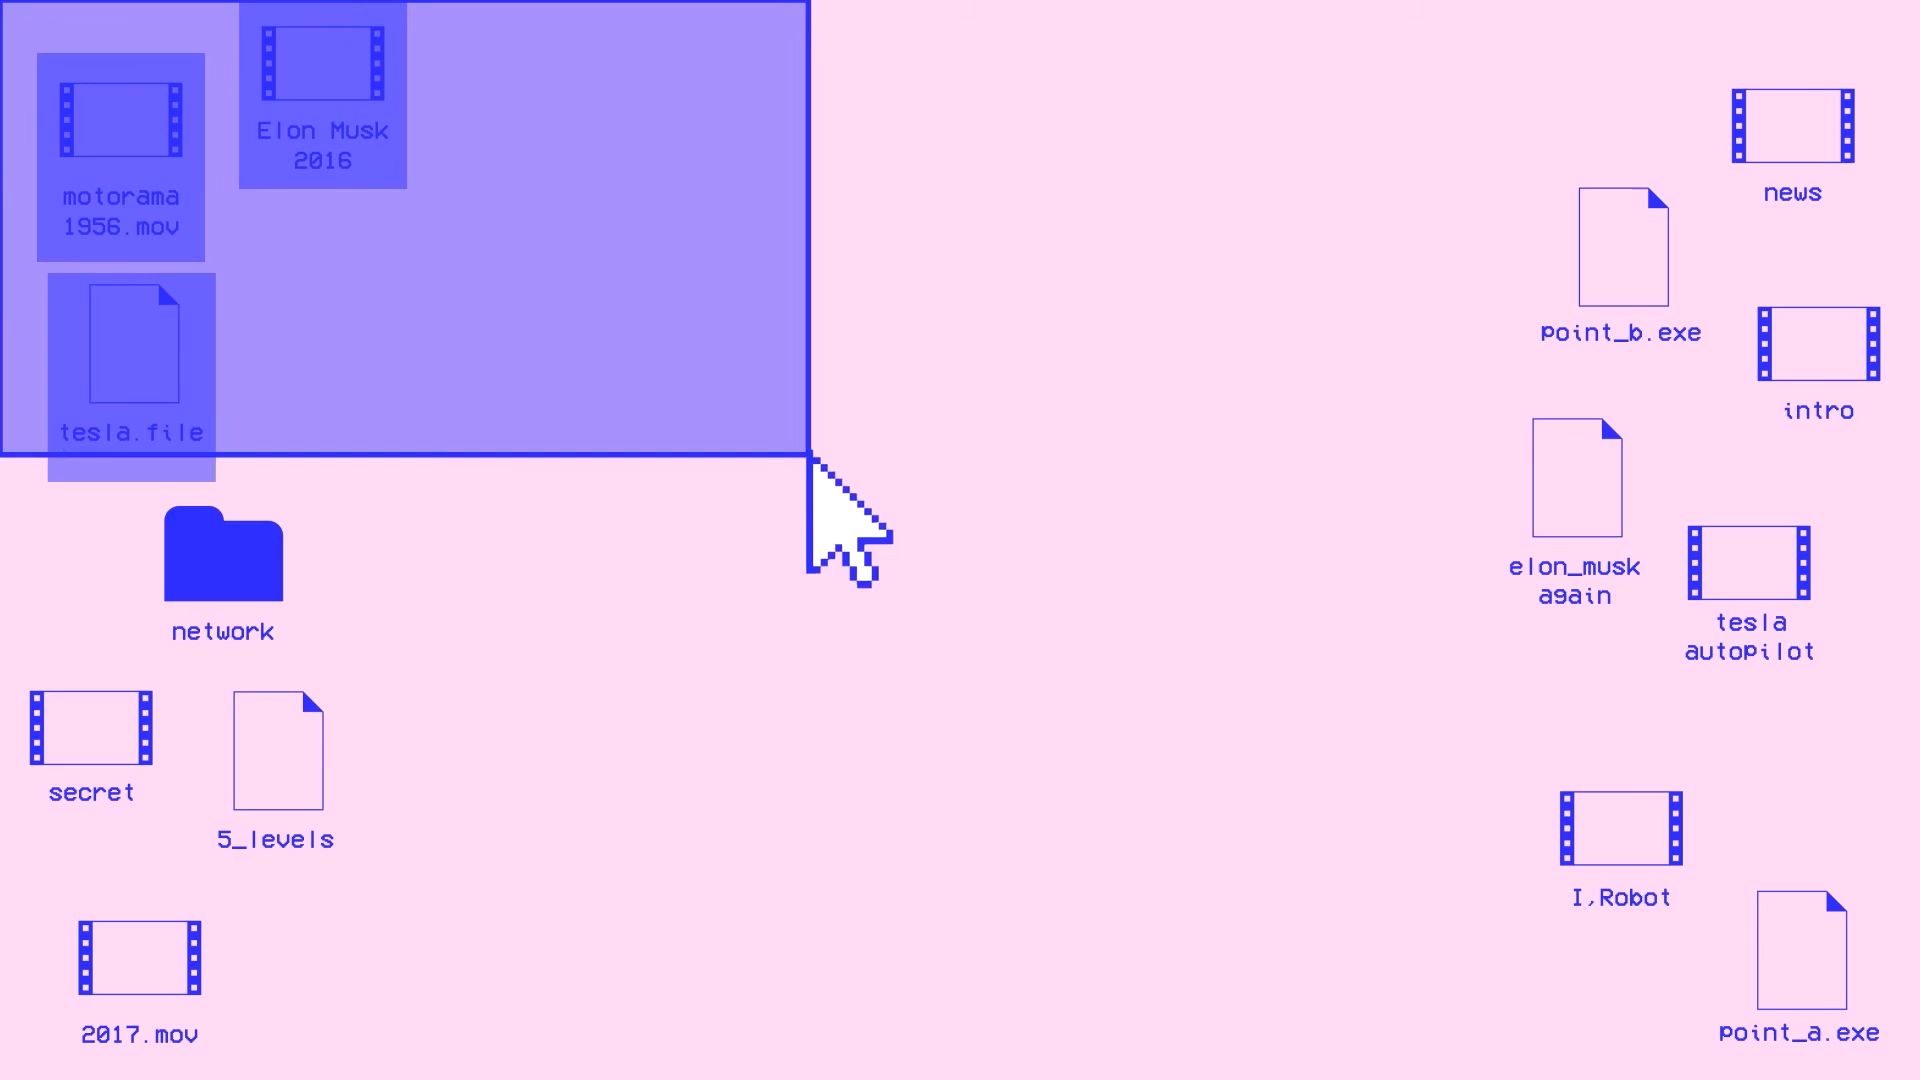 Elon Musk
2016
motorama
1956.mov
tesla.file
network
secret
5_levels
2017.mov
news
point_b.exe
intro
elon_musk
again
tesla
autopilot
I,Robot
point_a.exe